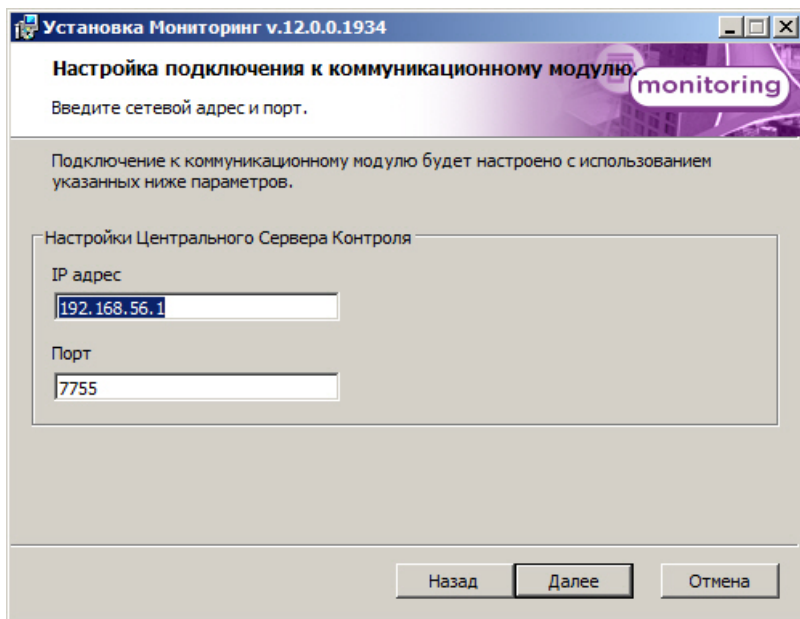 Установка Мониторинг v.12.0.0.1934
Настройка подключения к коммуникационному модулю.
monitoring
Введите сетевой адрес и порт.
Подключение к коммуникационному модулю будет настроено с использованием
указанных ниже параметров.
Настройки Центрального Сервера Контроля
IP адрес
192.168.56.1
Порт
7755
Назад
Далее
Отмена